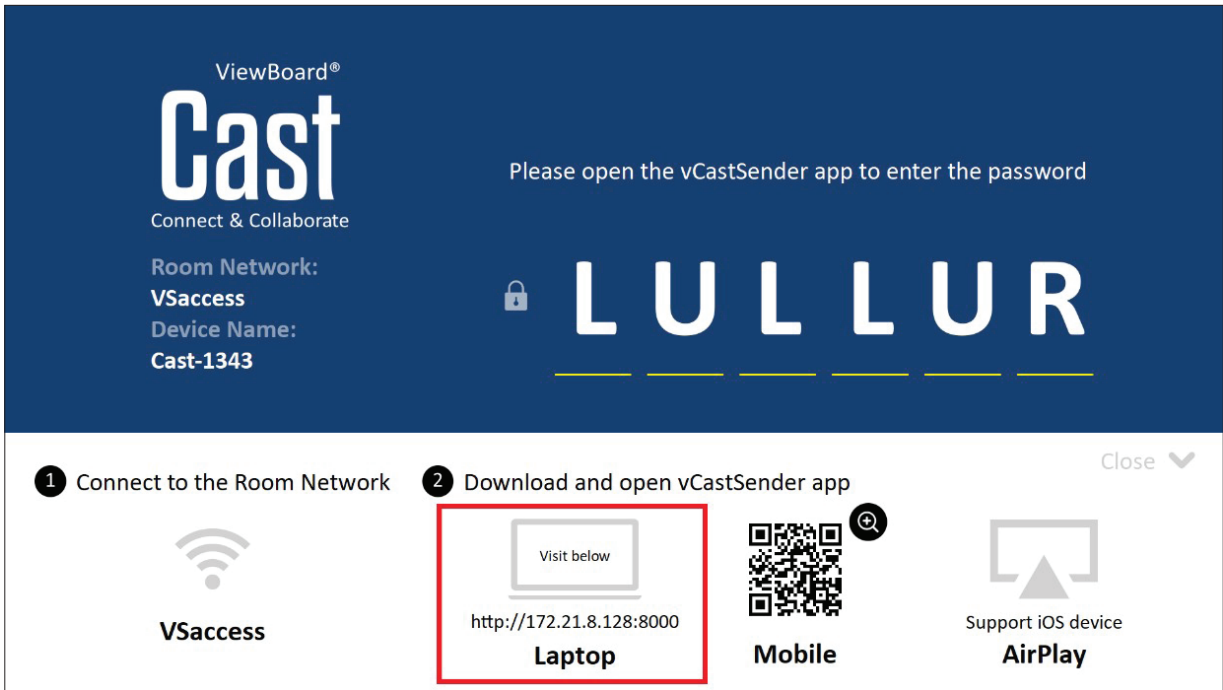 ViewBoard®
Cast
Connect & Collaborate
Room Network:
VSaccess
Device Name:
Cast-1343
Please open the vCastSender app to enter the password
L U L L U R
Close
1 Connect to the Room Network
VSaccess
2 Download and open vCastSender app
Visit below
http://172.21.8.128:8000
Laptop
Mobile
Support iOS device
AirPlay